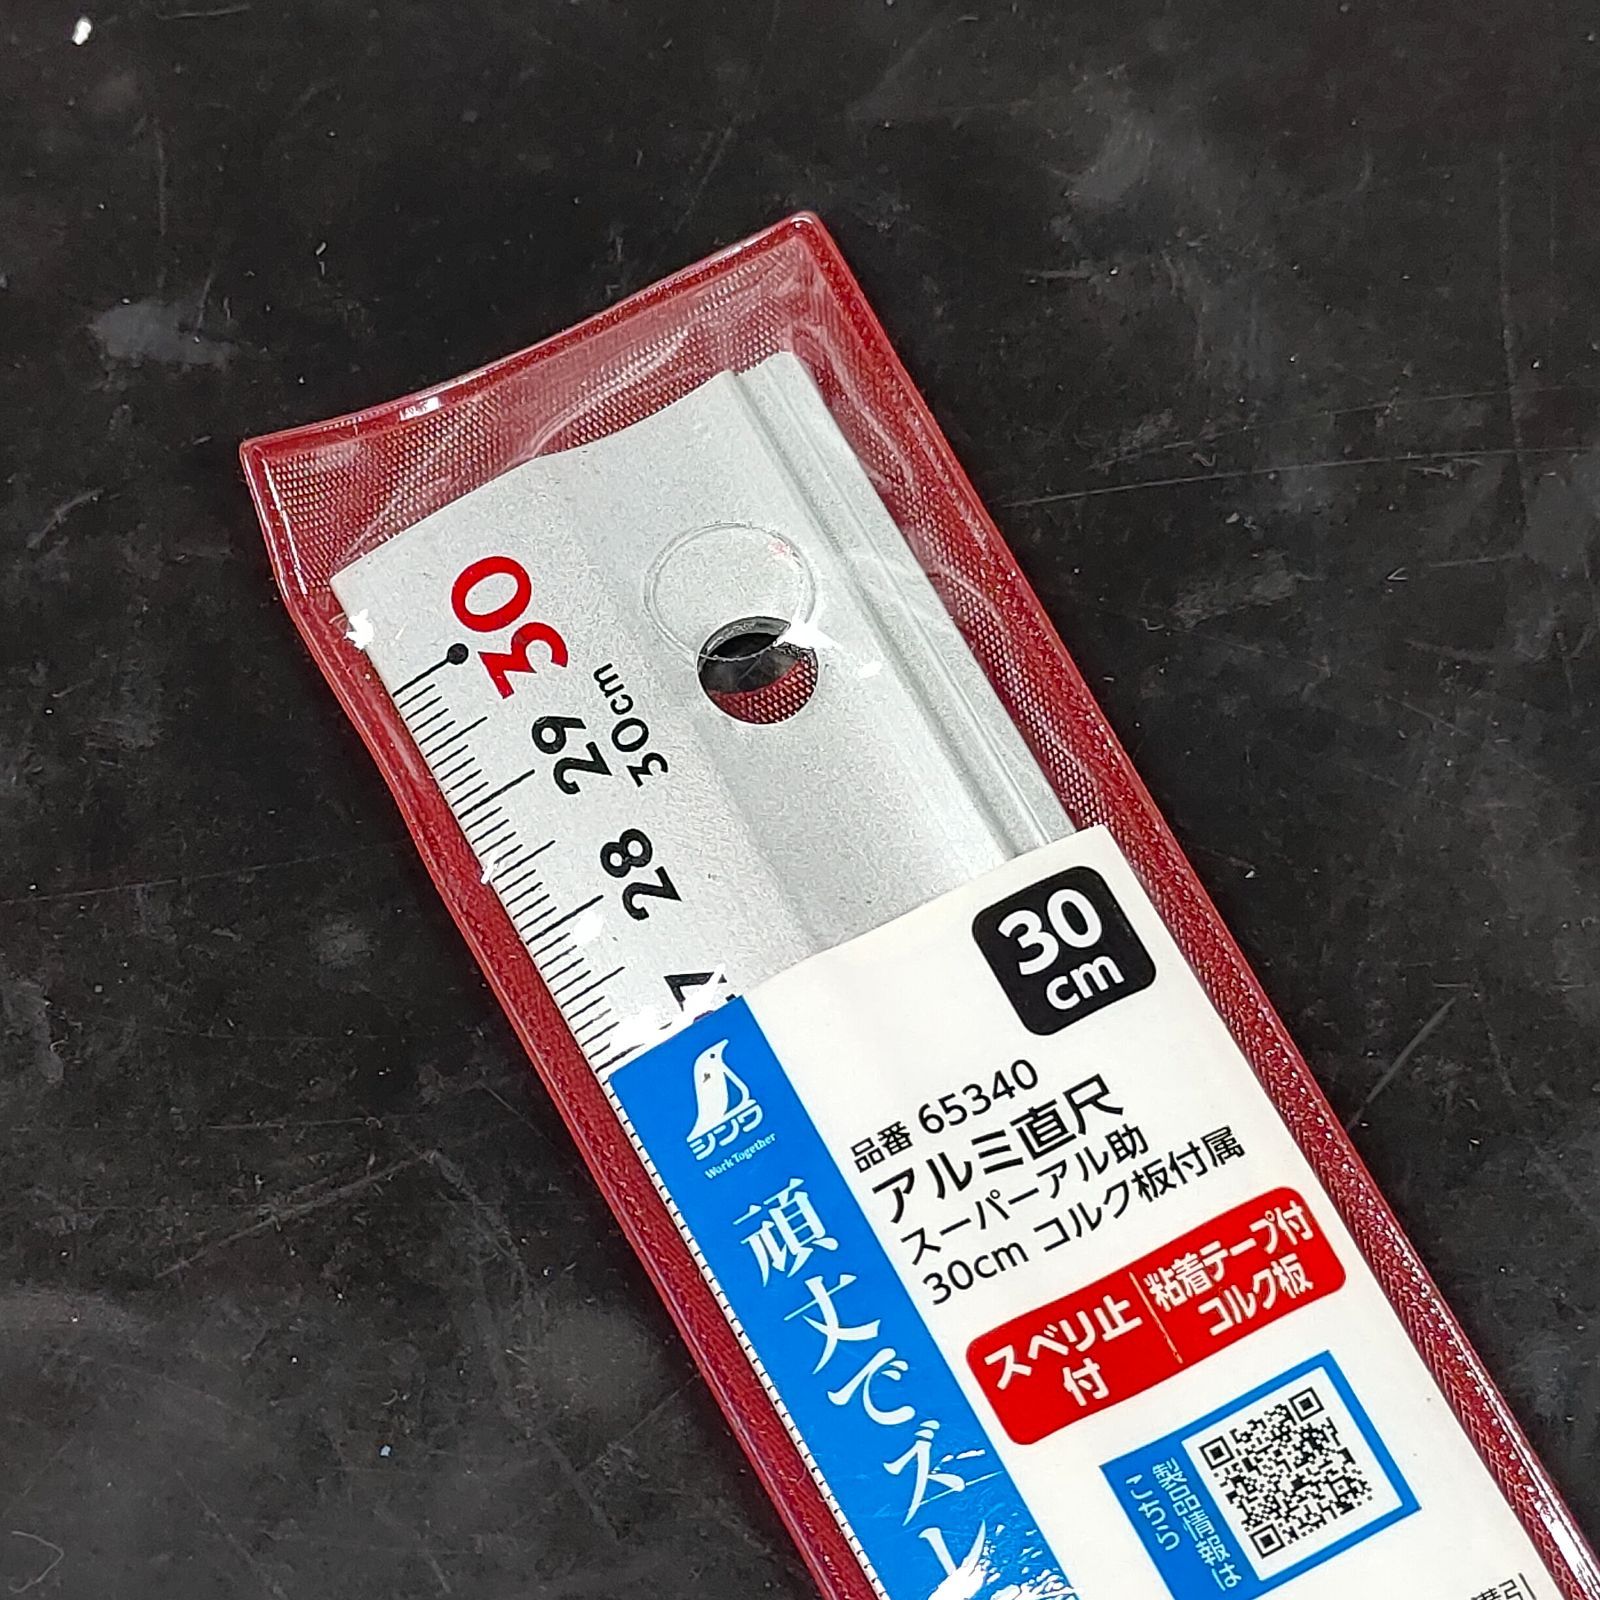 30
29
30cm
28
30
cm
シンワ
Work Together
品番 65340
アルミ直尺
スーパーアル助
30cm コルク板付属
スベリ止
付
粘着テープ付
コルク板
頑丈でズレ
製品情報は
こちら